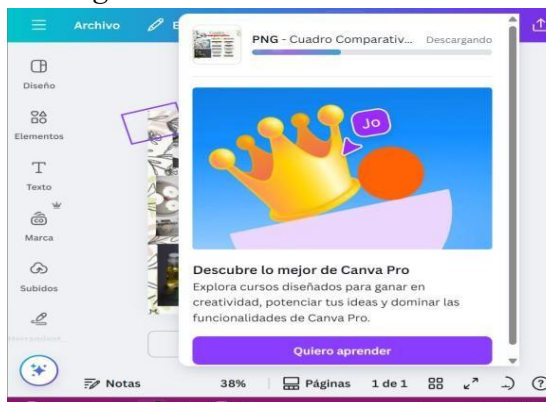 Archivo
PNG - Cuadro Comparativ... Descargando
Diseño
Elementos
Jo
T
Texto
CO
Marca
Descubre lo mejor de Canva Pro
Explora cursos diseñados para ganar en
creatividad, potenciar tus ideas y dominar las
funcionalidades de Canva Pro.
Subidos
Quiero aprender
Notas 38% Páginas 1 de 1